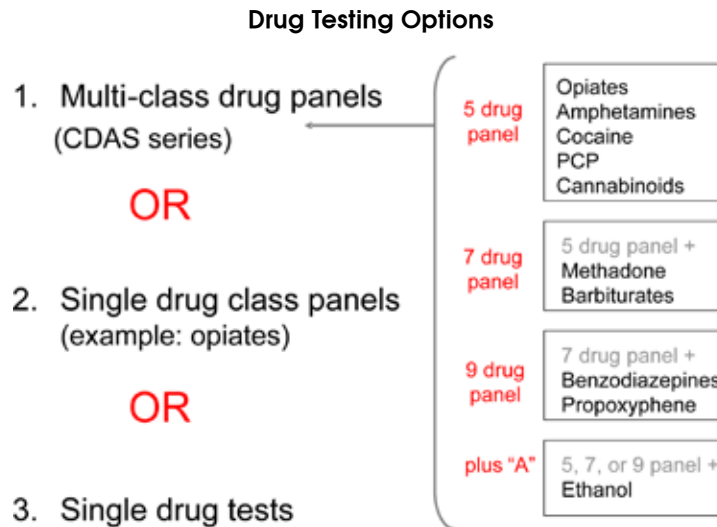 Drug Testing Options
1. Multi-class drug panels
(CDAS series)
OR
2. Single drug class panels
(example: opiates)
OR
3. Single drug tests
5 drug
panel
Opiates
Amphetamines
Cocaine
PCP
Cannabinoids
7 drug
panel
5 drug panel +
Methadone
Barbiturates
9 drug
panel
7 drug panel +
Benzodiazepines
Propoxyphene
plus “A”
5, 7, or 9 panel +
Ethanol